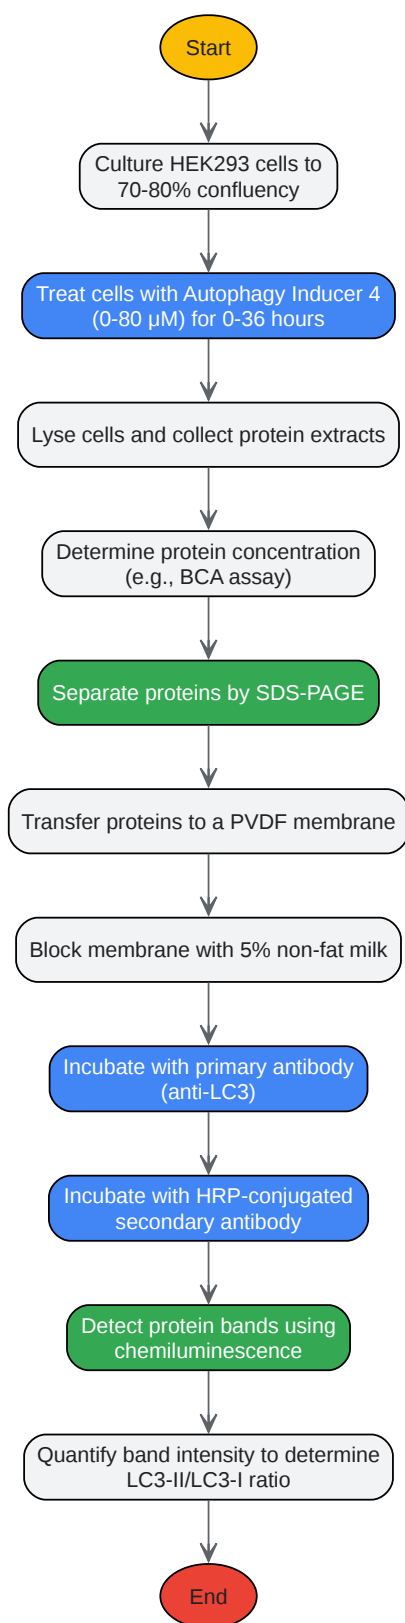 Start
Culture HEK293 cells to
70-80% confluency
Treat cells with Autophagy Inducer 4
(0-80 μM) for 0-36 hours
Lyse cells and collect protein extracts
Determine protein concentration
(e.g., BCA assay)
Separate proteins by SDS-PAGE
Transfer proteins to a PVDF membrane
Block membrane with 5% non-fat milk
Incubate with primary antibody
(anti-LC3)
Incubate with HRP-conjugated
secondary antibody
Detect protein bands using
chemiluminescence
Quantify band intensity to determine
LC3-II/LC3-I ratio
End